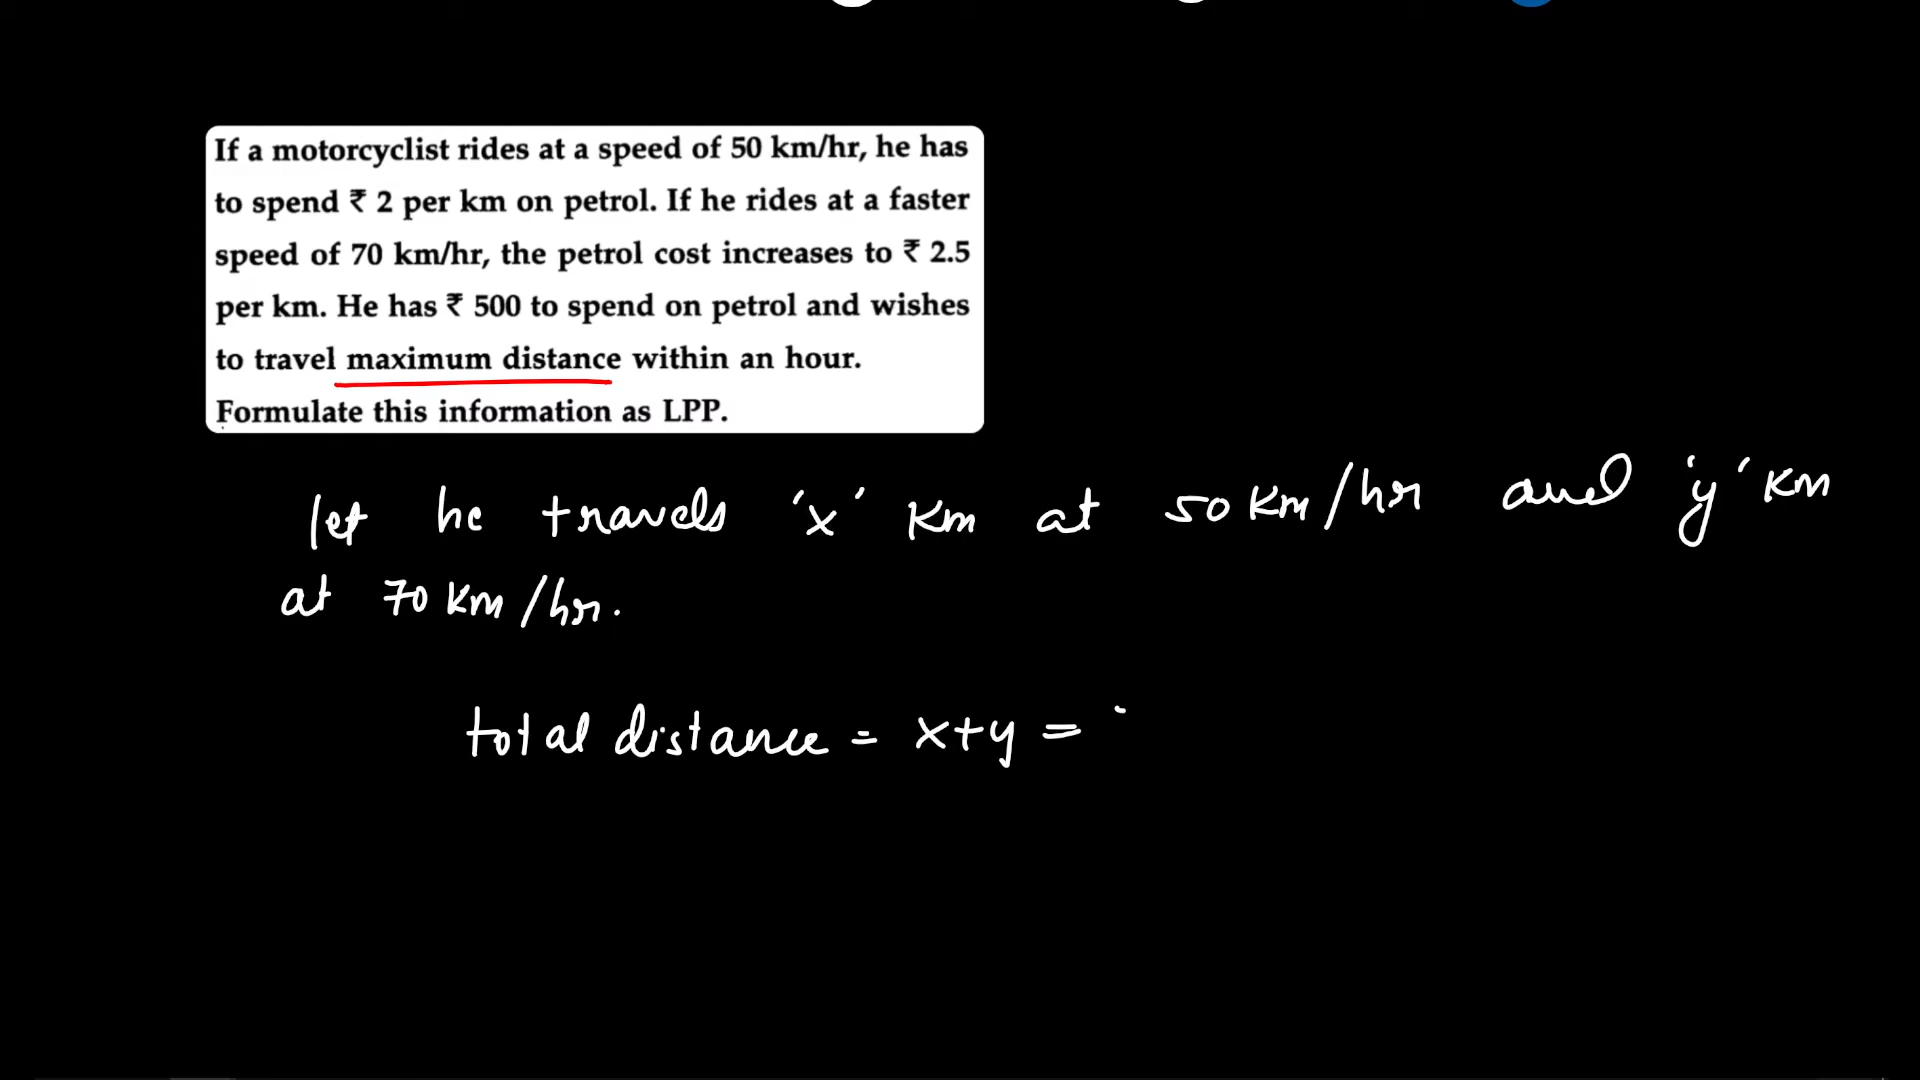 If a motorcyclist rides at a speed of 50 km/hr, he has
to spend ₹ 2 per km on petrol. If he rides at a faster
speed of 70 km/hr, the petrol cost increases to ₹ 2.5
per km. He has ₹ 500 to spend on petrol and wishes
to travel maximum distance within an hour.
Formulate this information as LPP.
let he travels 'x' Km at 50 Km/hr and 'y' Km
at 70 Km/hr.
total distance = x+y =